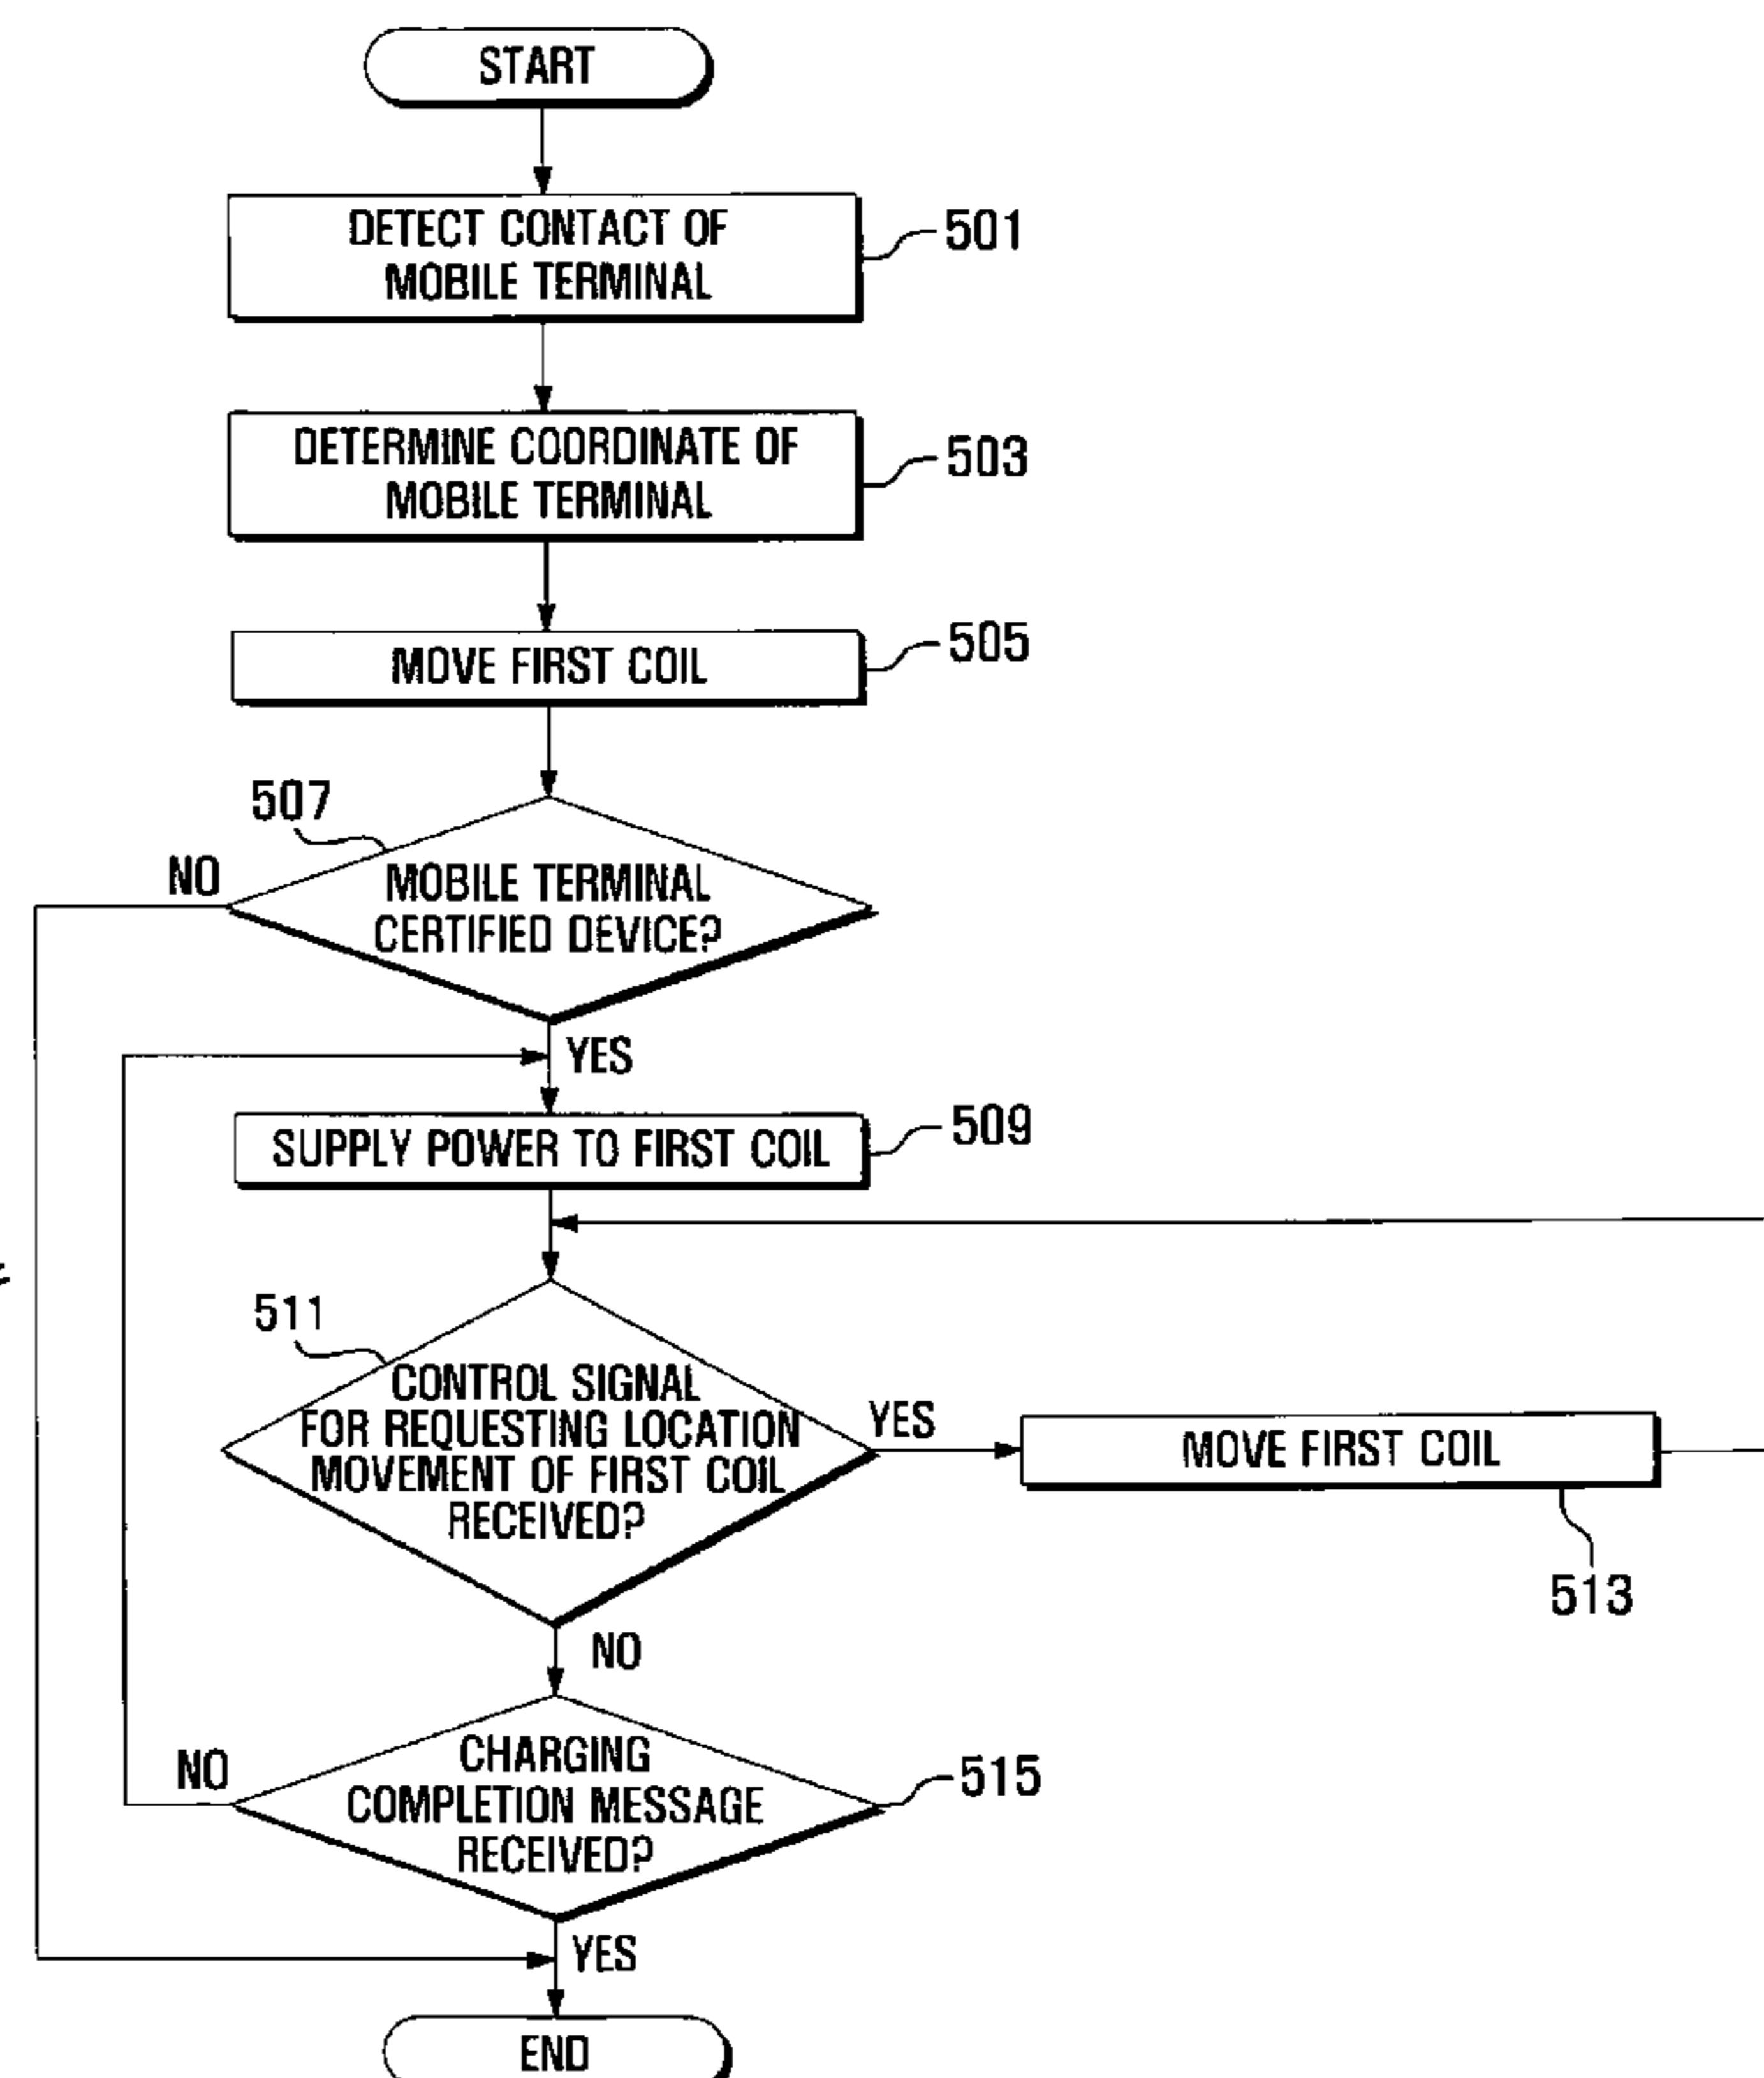 START
DETECT CONTACT OF
MOBILE TERMINAL
501
DETERMINE COORDINATE OF
MOBILE TERMINAL
503
MOVE FIRST COIL
505
507
NO
MOBILE TERMINAL
CERTIFIED DEVICE?
YES
SUPPLY POWER TO FIRST COIL
509
511
CONTROL SIGNAL
FOR REQUESTING LOCATION
MOVEMENT OF FIRST COIL
RECEIVED?
YES
MOVE FIRST COIL
513
NO
CHARGING
COMPLETION MESSAGE
RECEIVED?
NO
515
YES
END